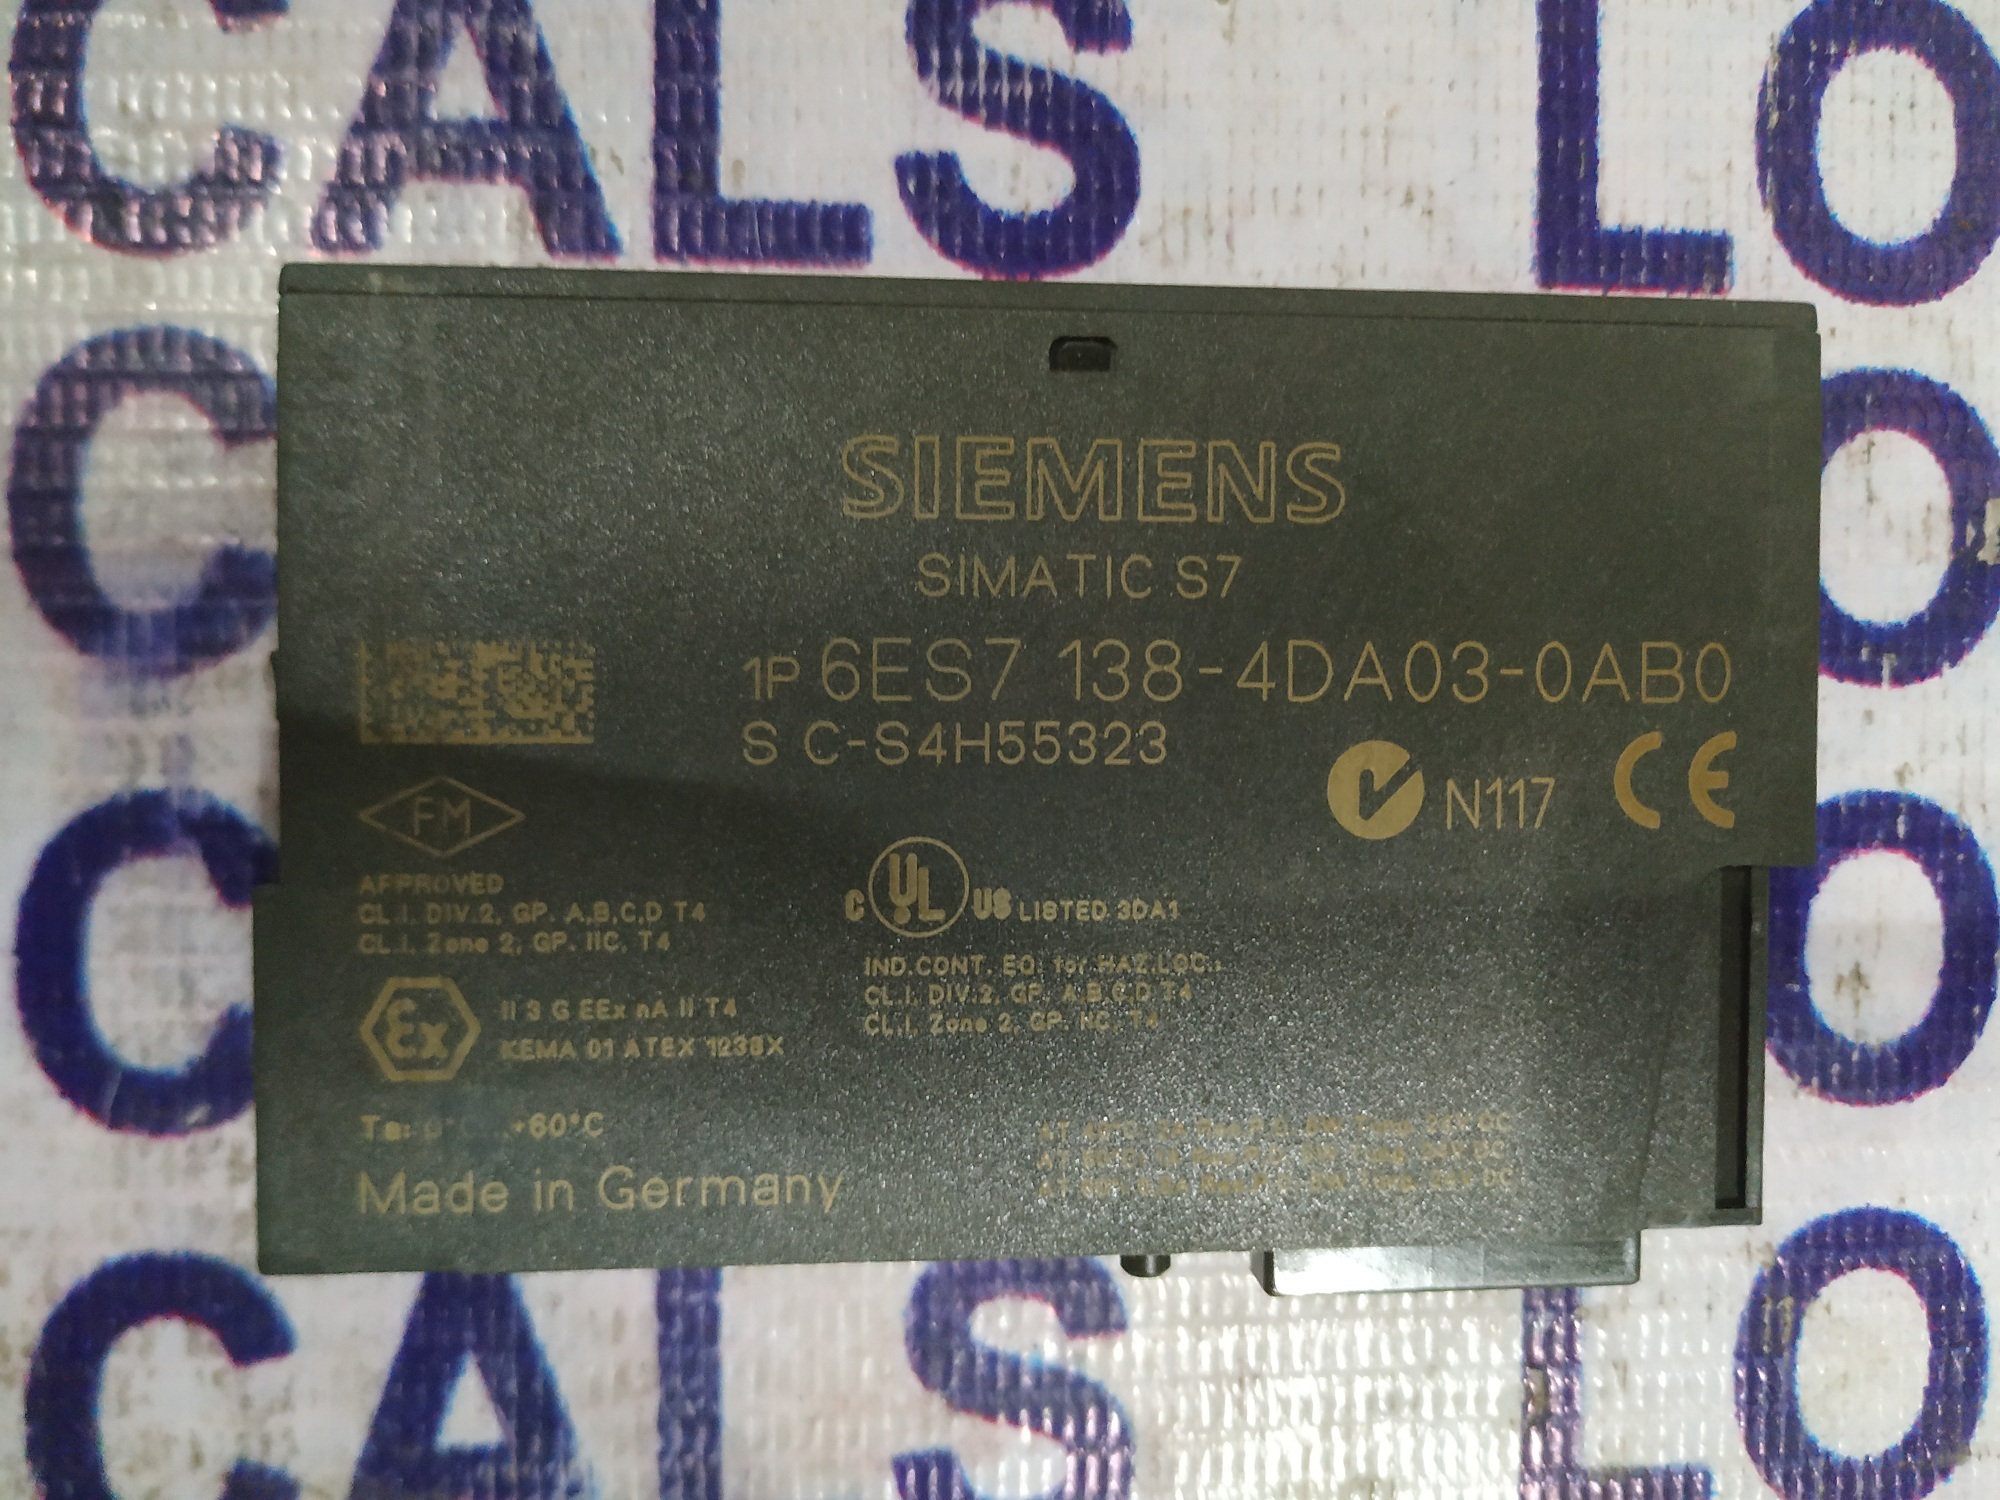 CALS LO
C O
SIEMENS
SIMATIC S7
1P 6ES7 138-4DA03-0AB0
S C-S4H55323
N117 CE
FM
APPROVED
CL.I, DIV.2, GP. A,B,C,D T4
CL.I, Zone 2, GP. IIC, T4
C UL US LISTED 3DA1
IND.CONT. EQ. for HAZ.LOC.:
CL.I, DIV.2, GP. A,B,C,D T4
CL.I, Zone 2, GP. IIC, T4
Ex
II 3 G EEx nA II T4
KEMA 01 ATEX 1238X
Ta: +60°C
Made in Germany
C O
CALS LO